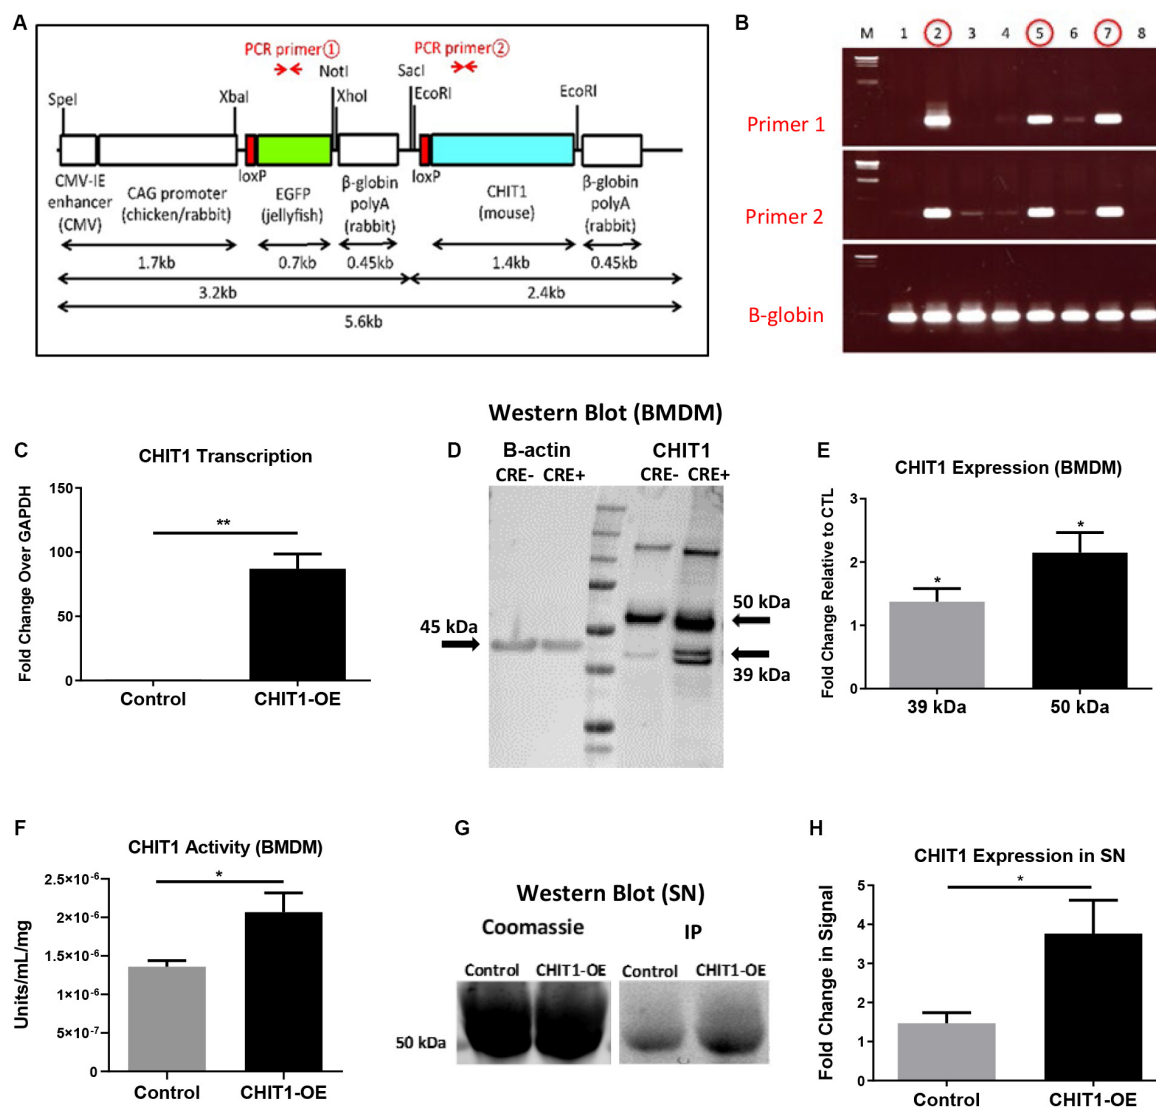 A
PCR primer① PCR primer②
NotI SacI
SpeI XbaI XhoI EcoRI EcoRI
loxP loxP
CMV-IE enhancer (CMV)
CAG promoter (chicken/rabbit)
EGFP (jellyfish)
β-globin polyA (rabbit)
CHIT1 (mouse)
β-globin polyA (rabbit)
1.7kb 0.7kb 0.45kb 1.4kb 0.45kb
3.2kb 2.4kb
5.6kb
B
M 1 2 3 4 5 6 7 8
Primer 1
Primer 2
B-globin
C
CHIT1 Transcription
Fold Change Over GAPDH
150
100
50
0
**
Control CHIT1-OE
Western Blot (BMDM)
D
B-actin CHIT1
CRE- CRE+ CRE- CRE+
45 kDa
50 kDa
39 kDa
E
CHIT1 Expression (BMDM)
Fold Change Relative to CTL
3
2
1
0
*
*
39 kDa 50 kDa
F
CHIT1 Activity (BMDM)
Units/mL/mg
2.5×10⁻⁶
2×10⁻⁶
1.5×10⁻⁶
1×10⁻⁶
5×10⁻⁷
0
*
Control CHIT1-OE
G
Western Blot (SN)
Coomassie IP
Control CHIT1-OE Control CHIT1-OE
50 kDa
H
CHIT1 Expression in SN
Fold Change in Signal
5
4
3
2
1
0
*
Control CHIT1-OE